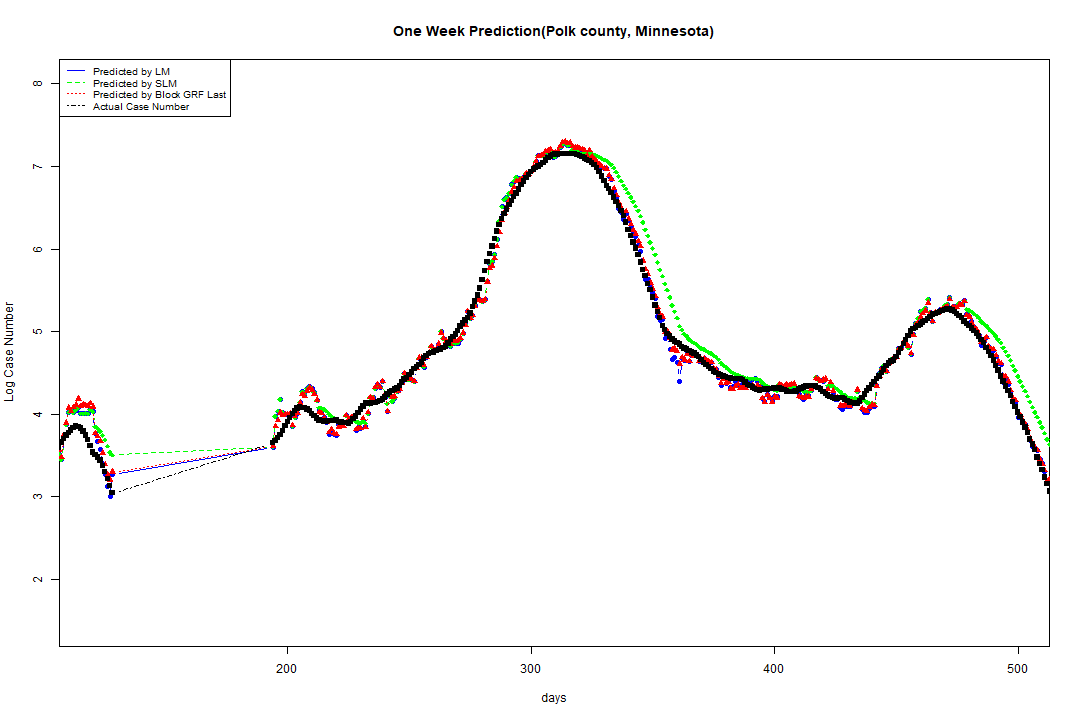 One Week Prediction(Polk county, Minnesota)
Predicted by LM
Predicted by SLM
Predicted by Block GRF Last
Actual Case Number
8
7
6
5
4
3
2
Log Case Number
200
300
400
500
days